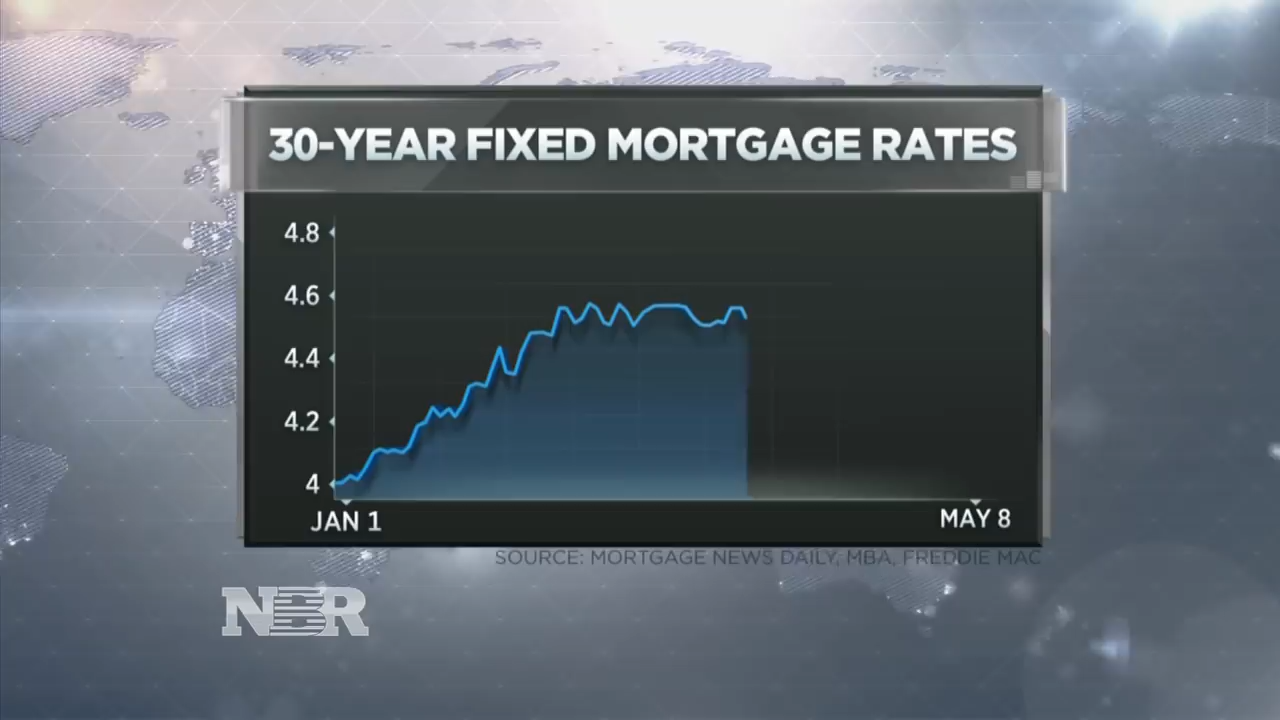 30-YEAR FIXED MORTGAGE RATES
4.8
4.6
4.4
4.2
4
JAN 1
MAY 8
SOURCE: MORTGAGE NEWS DAILY, MBA, FREDDIE MAC
NBR